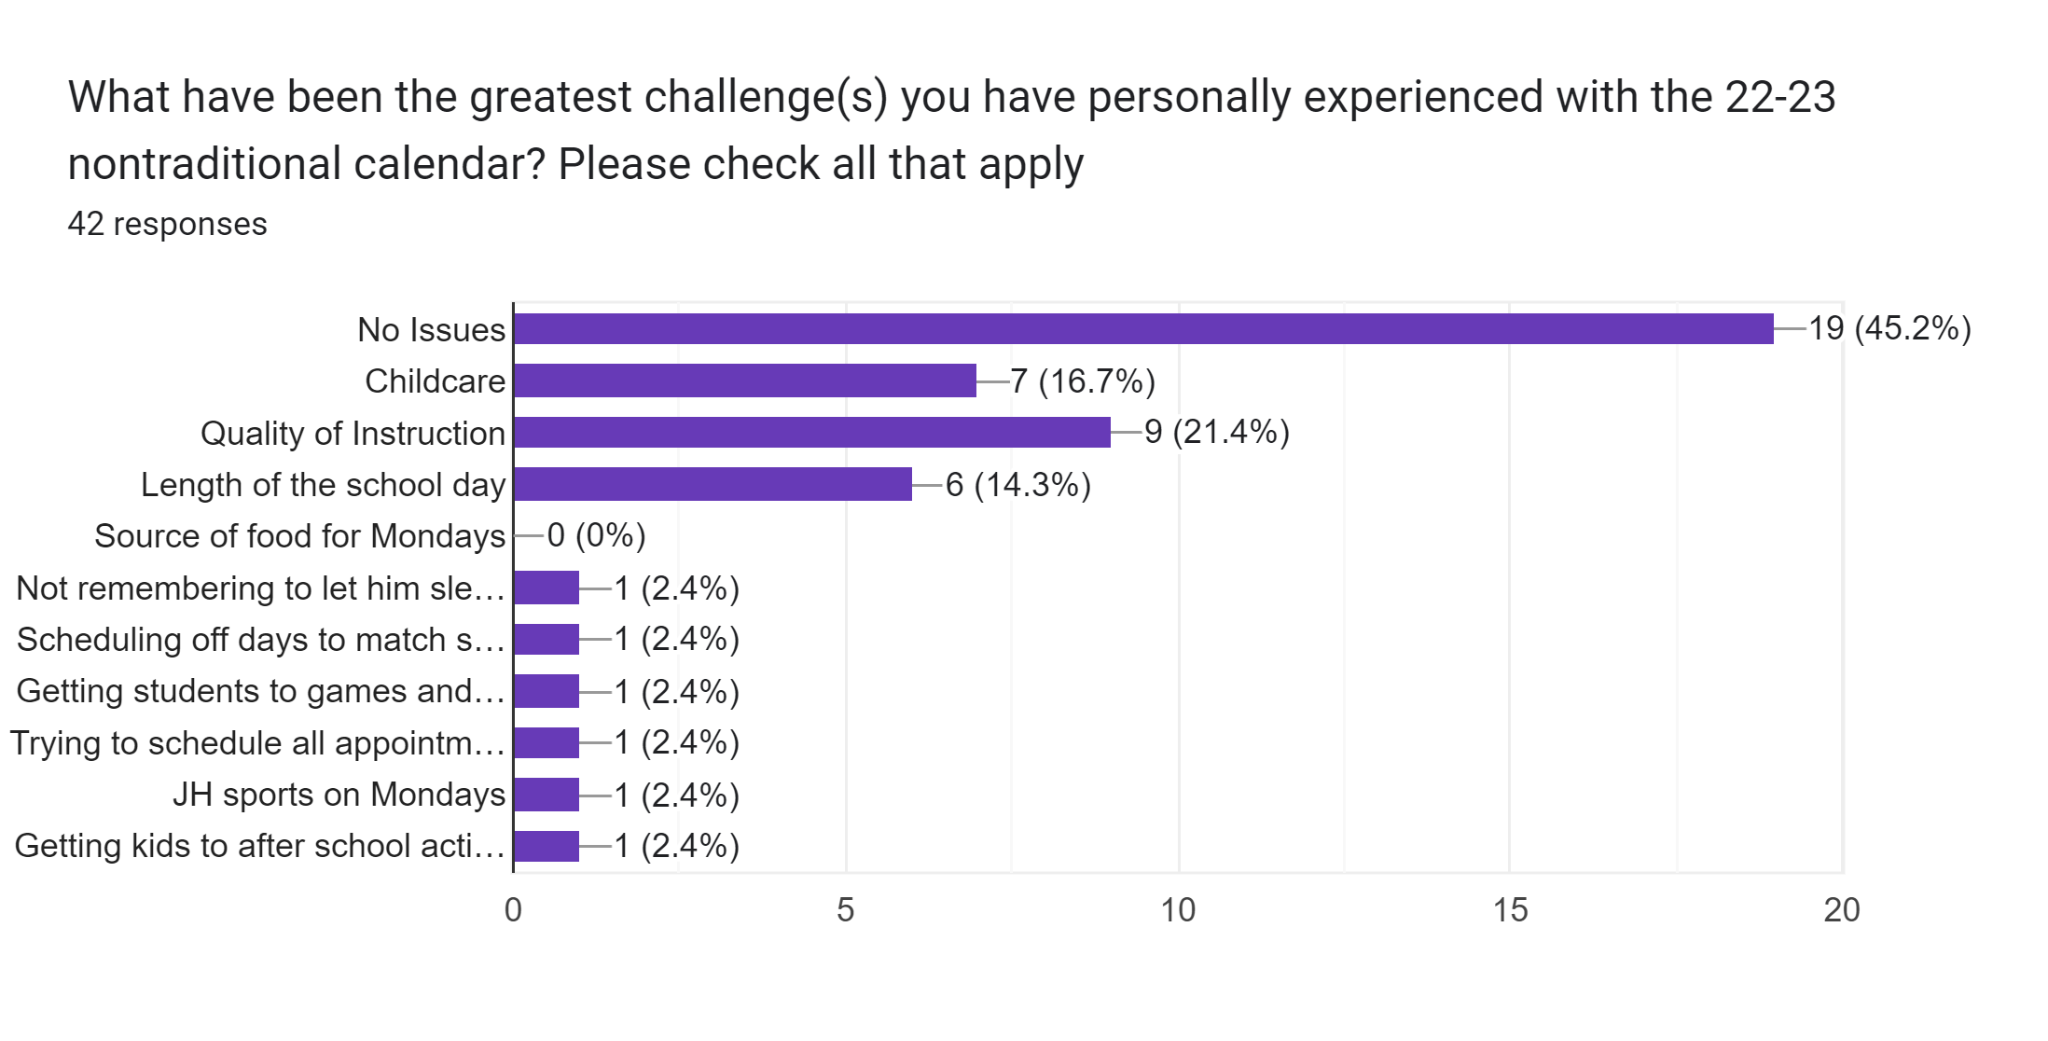 What have been the greatest challenge(s) you have personally experienced with the 22-23
nontraditional calendar? Please check all that apply
42 responses
No Issues 19 (45.2%)
Childcare 7 (16.7%)
Quality of Instruction 9 (21.4%)
Length of the school day 6 (14.3%)
Source of food for Mondays 0 (0%)
Not remembering to let him sle… 1 (2.4%)
Scheduling off days to match s… 1 (2.4%)
Getting students to games and… 1 (2.4%)
Trying to schedule all appointm… 1 (2.4%)
JH sports on Mondays 1 (2.4%)
Getting kids to after school acti… 1 (2.4%)
0 5 10 15 20